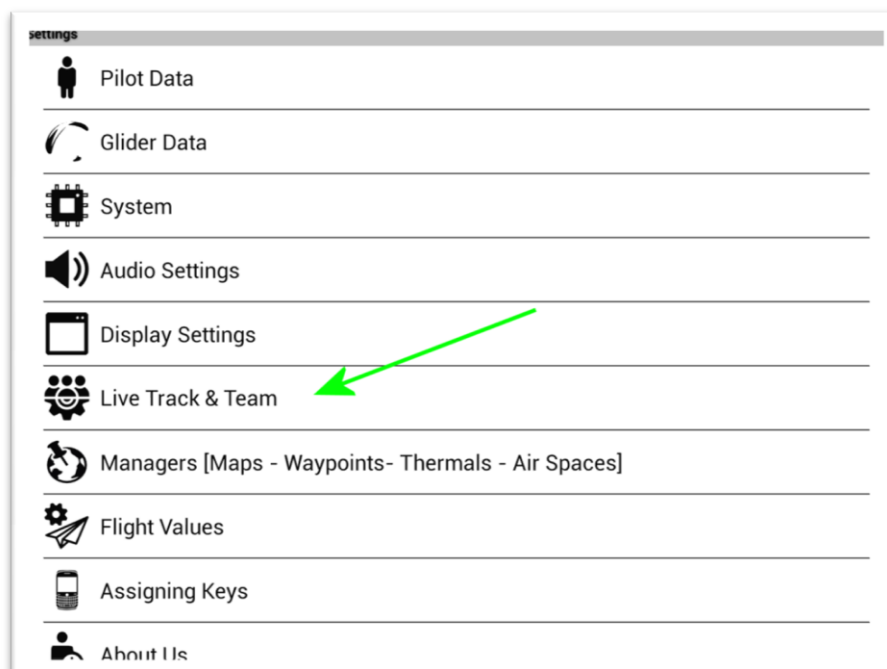 Settings
Pilot Data
Glider Data
System
Audio Settings
Display Settings
Live Track & Team
Managers [Maps - Waypoints- Thermals - Air Spaces]
Flight Values
Assigning Keys
About Us